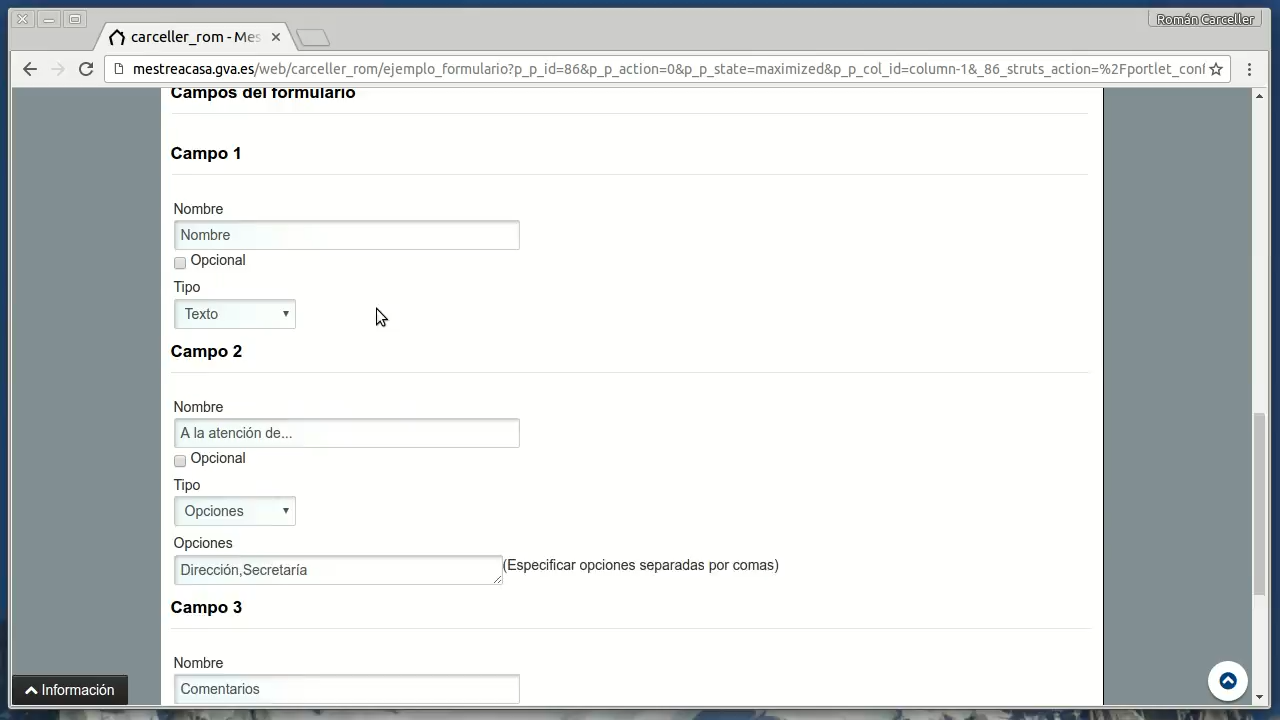 Román Carceller
carceller_rom - Mes
mestreacasa.gva.es/web/carceller_rom/ejemplo_formulario?p_p_id=86&p_p_action=0&p_p_state=maximized&p_p_col_id=column-1&_86_struts_action=%2Fportlet_conf
Campos del formulario
Campo 1
Nombre
Nombre
Opcional
Tipo
Texto
Campo 2
Nombre
A la atención de...
Opcional
Tipo
Opciones
Opciones
Dirección,Secretaría
(Especificar opciones separadas por comas)
Campo 3
Nombre
Comentarios
Información